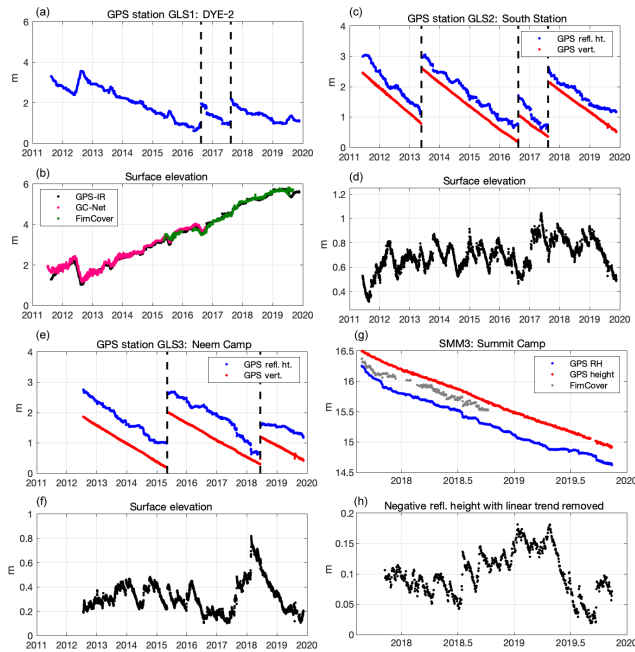 (a) GPS station GLS1: DYE-2
6
4
2
0
m
2011 2012 2013 2014 2015 2016 2017 2018 2019 2020
(b) Surface elevation
GPS-IR
GC-Net
FirnCover
6
4
2
0
m
2011 2012 2013 2014 2015 2016 2017 2018 2019 2020
(c) GPS station GLS2: South Station
GPS refl. ht.
GPS vert.
4
3
2
1
0
m
2011 2012 2013 2014 2015 2016 2017 2018 2019 2020
(d) Surface elevation
1.2
1
0.8
0.6
0.4
m
2011 2012 2013 2014 2015 2016 2017 2018 2019 2020
(e) GPS station GLS3: Neem Camp
GPS refl. ht.
GPS vert.
4
3
2
1
0
m
2011 2012 2013 2014 2015 2016 2017 2018 2019 2020
(f) Surface elevation
1
0.8
0.6
0.4
0.2
0
m
2011 2012 2013 2014 2015 2016 2017 2018 2019 2020
(g) SMM3: Summit Camp
GPS RH
GPS height
FirnCover
16.5
16
15.5
15
14.5
m
2018 2018.5 2019 2019.5 2020
(h) Negative refl. height with linear trend removed
0.2
0.15
0.1
0.05
0
m
2018 2018.5 2019 2019.5 2020